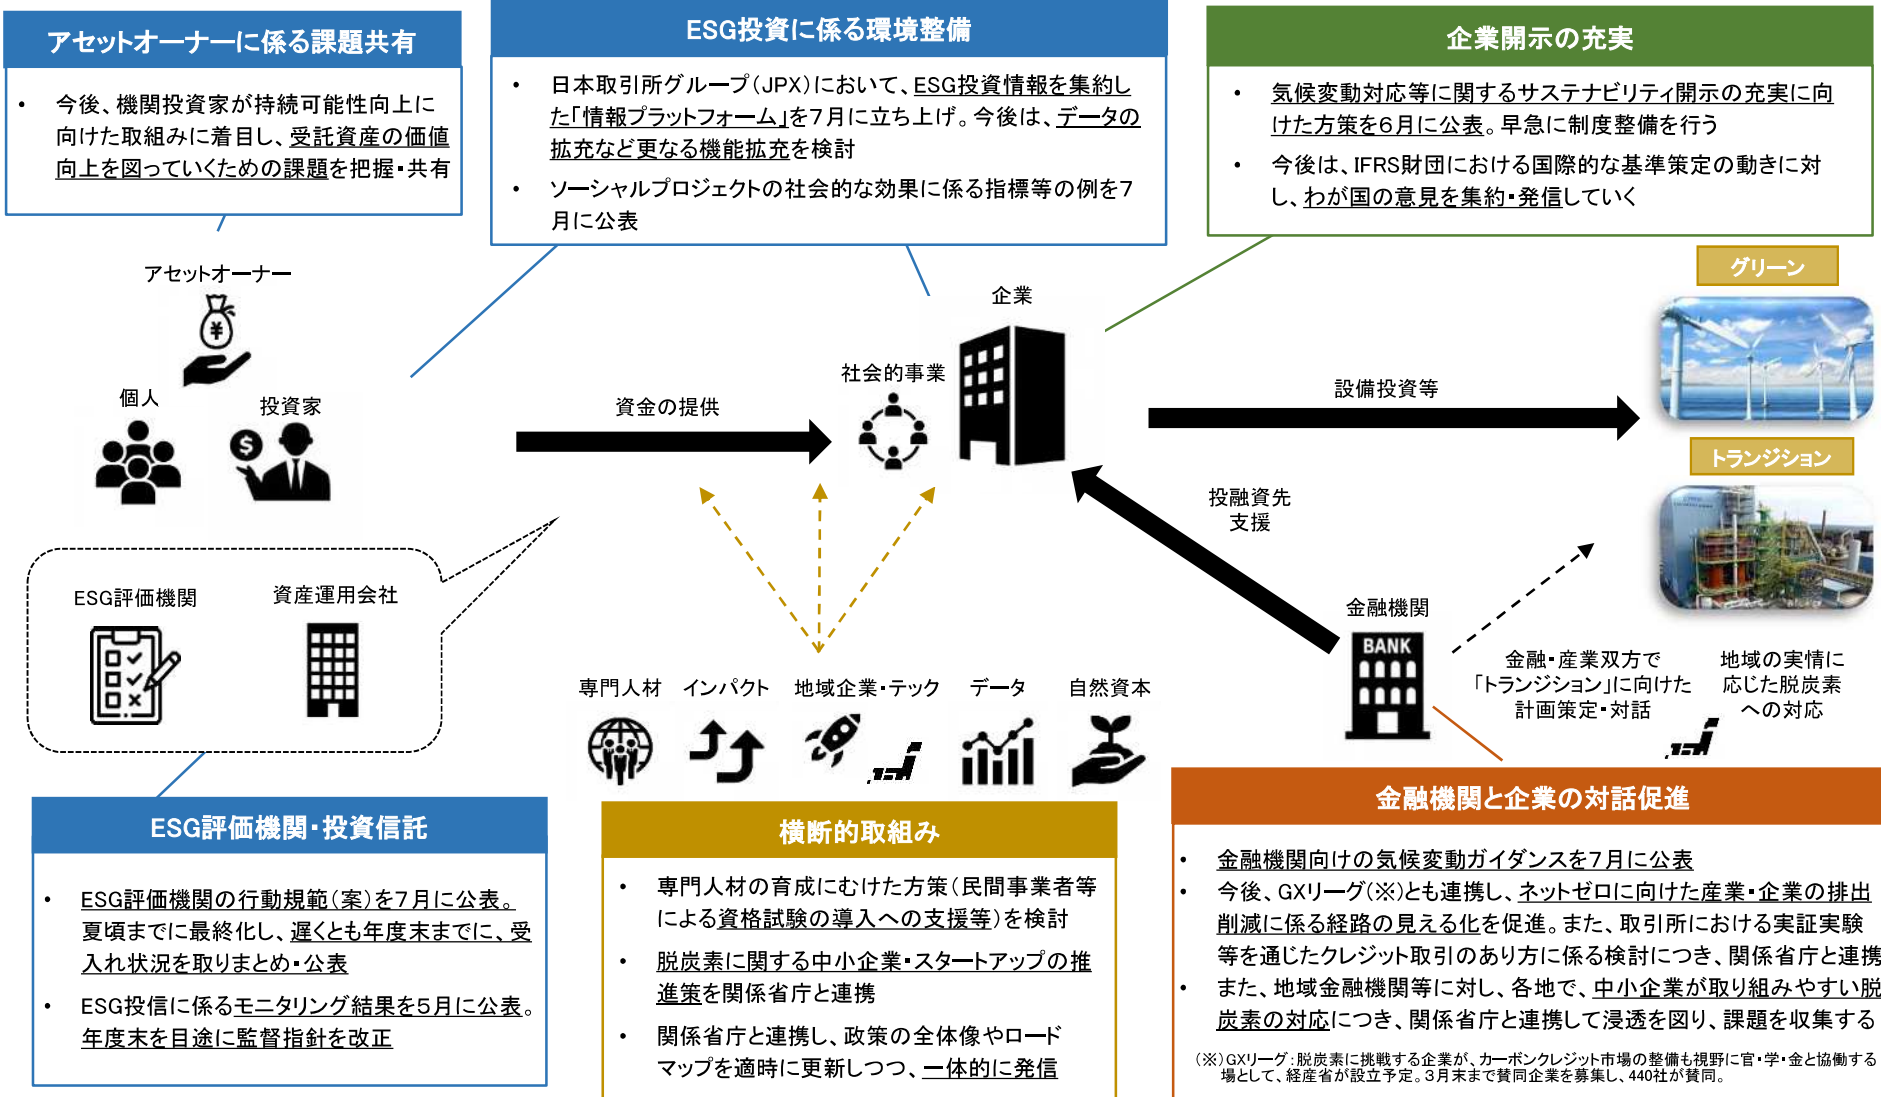 アセットオーナーに係る課題共有
• 今後、機関投資家が持続可能性向上に
向けた取組みに着目し、受託資産の価値
向上を図っていくための課題を把握・共有
ESG投資に係る環境整備
• 日本取引所グループ(JPX)において、ESG投資情報を集約し
た「情報プラットフォーム」を7月に立ち上げ。今後は、データの
拡充など更なる機能拡充を検討
• ソーシャルプロジェクトの社会的な効果に係る指標等の例を7
月に公表
企業開示の充実
• 気候変動対応等に関するサステナビリティ開示の充実に向
けた方策を6月に公表。早急に制度整備を行う
• 今後は、IFRS財団における国際的な基準策定の動きに対
し、わが国の意見を集約・発信していく
アセットオーナー
個人
投資家
資金の提供
社会的事業
企業
設備投資等
グリーン
トランジション
投融資先
支援
ESG評価機関
資産運用会社
専門人材
インパクト
地域企業・テック
データ
自然資本
金融機関
BANK
金融・産業双方で
「トランジション」に向けた
計画策定・対話
地域の実情に
応じた脱炭素
への対応
ESG評価機関・投資信託
• ESG評価機関の行動規範(案)を7月に公表。
夏頃までに最終化し、遅くとも年度末までに、受
入れ状況を取りまとめ・公表
• ESG投信に係るモニタリング結果を5月に公表。
年度末を目途に監督指針を改正
横断的取組み
• 専門人材の育成にむけた方策(民間事業者等
による資格試験の導入への支援等)を検討
• 脱炭素に関する中小企業・スタートアップの推
進策を関係省庁と連携
• 関係省庁と連携し、政策の全体像やロード
マップを適時に更新しつつ、一体的に発信
金融機関と企業の対話促進
• 金融機関向けの気候変動ガイダンスを7月に公表
• 今後、GXリーグ(※)とも連携し、ネットゼロに向けた産業・企業の排出
削減に係る経路の見える化を促進。また、取引所における実証実験
等を通じたクレジット取引のあり方に係る検討につき、関係省庁と連携
• また、地域金融機関等に対し、各地で、中小企業が取り組みやすい脱
炭素の対応につき、関係省庁と連携して浸透を図り、課題を収集する
(※)GXリーグ:脱炭素に挑戦する企業が、カーボンクレジット市場の整備も視野に官・学・金と協働する
場として、経産省が設立予定。3月末まで賛同企業を募集し、440社が賛同。